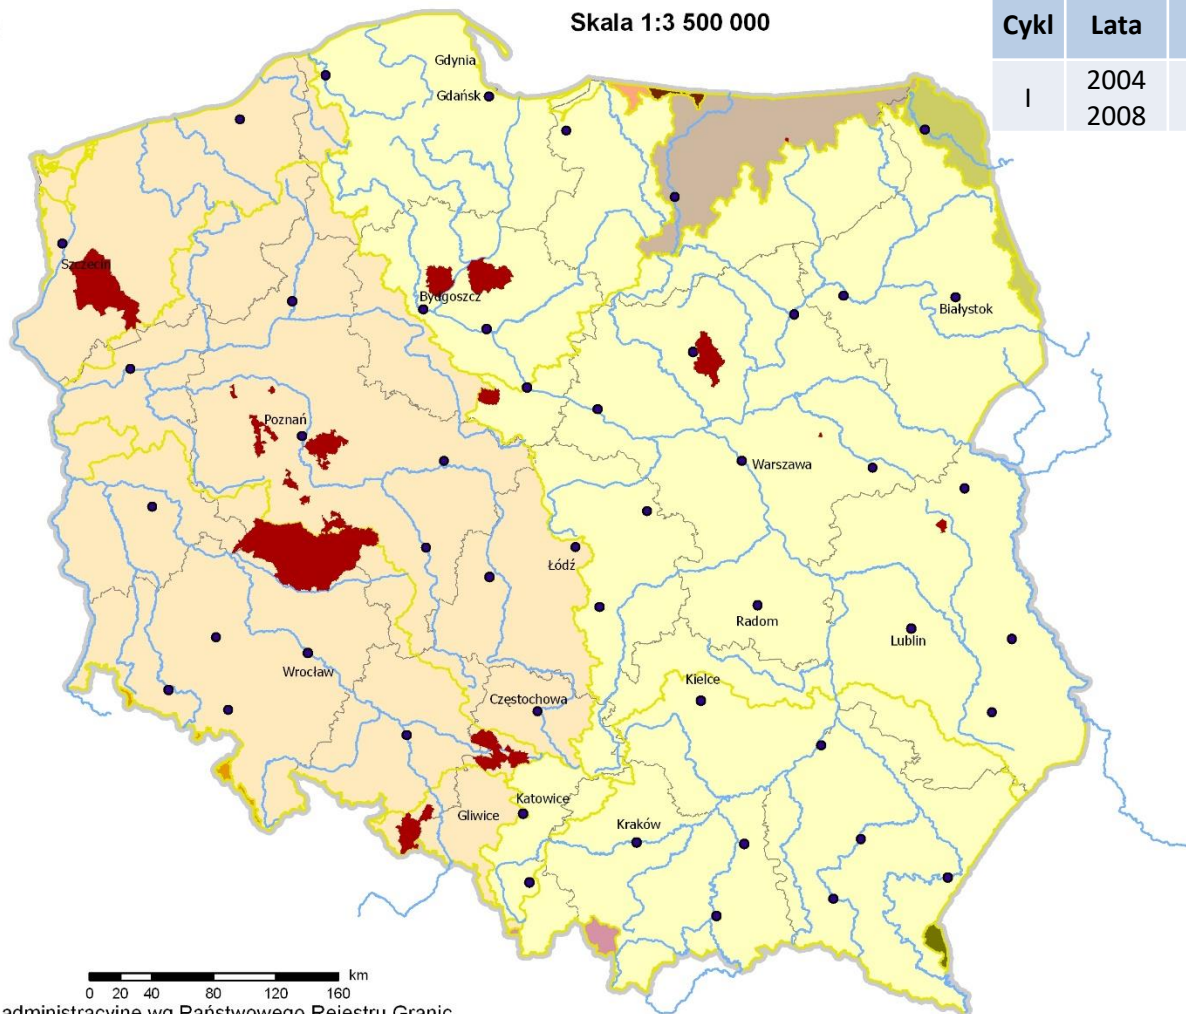 Skala 1:3 500 000
Cykl Lata
I 2004 2008
Gdynia
Gdańsk
Szczecin
Bydgoszcz
Białystok
Poznań
Warszawa
Łódź
Radom
Lublin
Wrocław
Kielce
Częstochowa
Katowice
Gliwice
Kraków
km
0 20 40 80 120 160
administracyjne wg Państwowego Rejestru Granic